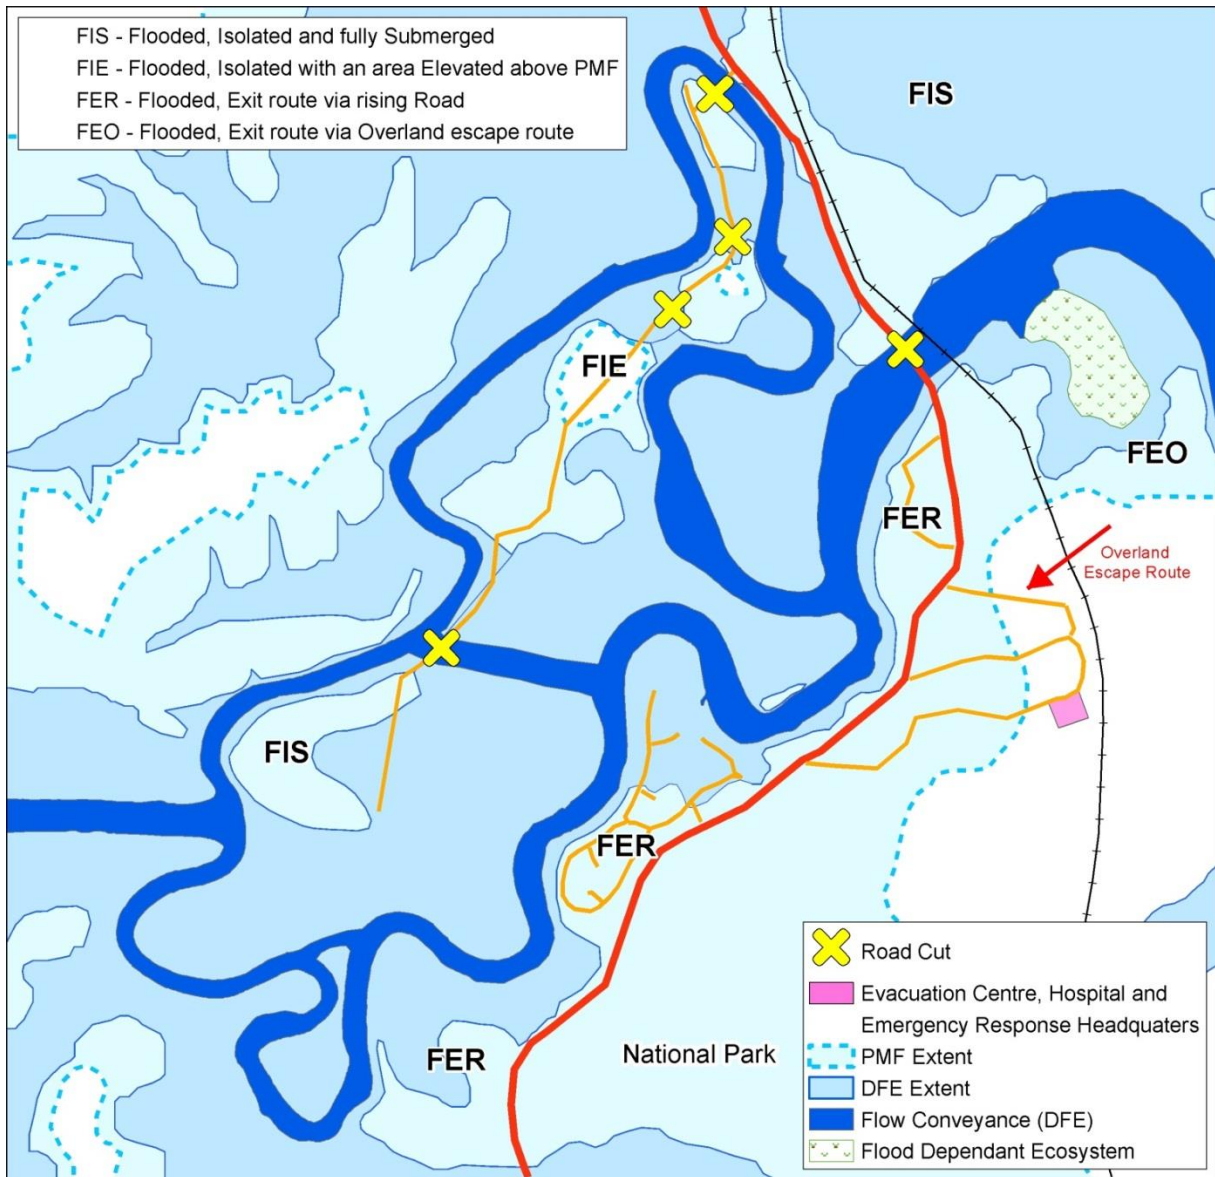 FIS - Flooded, Isolated and fully Submerged
FIE - Flooded, Isolated with an area Elevated above PMF
FER - Flooded, Exit route via rising Road
FEO - Flooded, Exit route via Overland escape route
FIS
FIE
FEO
FER
Overland
Escape Route
FIS
FER
FER
National Park
Road Cut
Evacuation Centre, Hospital and
Emergency Response Headquaters
PMF Extent
DFE Extent
Flow Conveyance (DFE)
Flood Dependant Ecosystem